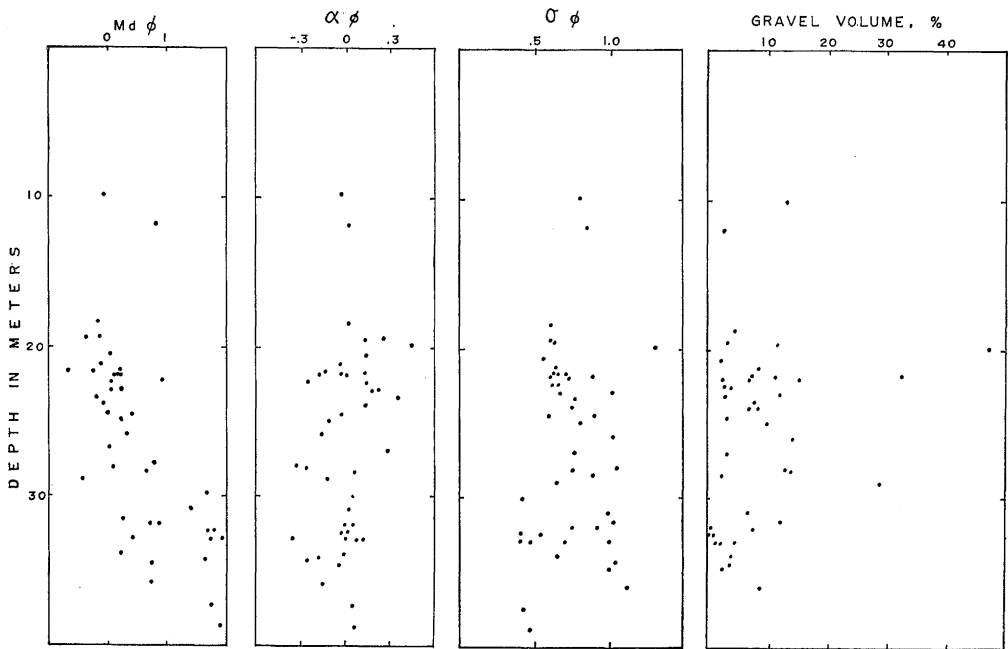 Md ϕ
α ϕ
σ ϕ
GRAVEL VOLUME, %
0 1
-.3 0 .3
.5 1.0
10 20 30 40
DEPTH IN METERS
10
20
30